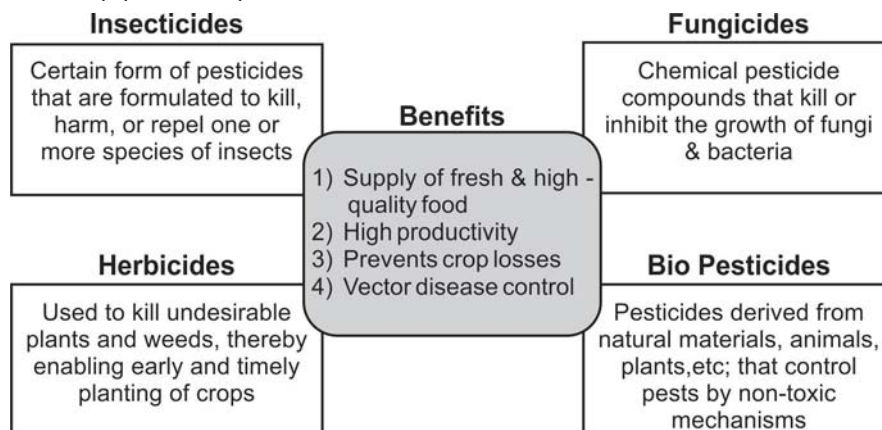 Insecticides
Certain form of pesticides
that are formulated to kill,
harm, or repel one or
more species of insects
Fungicides
Chemical pesticide
compounds that kill or
inhibit the growth of fungi
& bacteria
Benefits
1) Supply of fresh & high -
quality food
2) High productivity
3) Prevents crop losses
4) Vector disease control
Herbicides
Used to kill undesirable
plants and weeds, thereby
enabling early and timely
planting of crops
Bio Pesticides
Pesticides derived from
natural materials, animals,
plants,etc; that control
pests by non-toxic
mechanisms